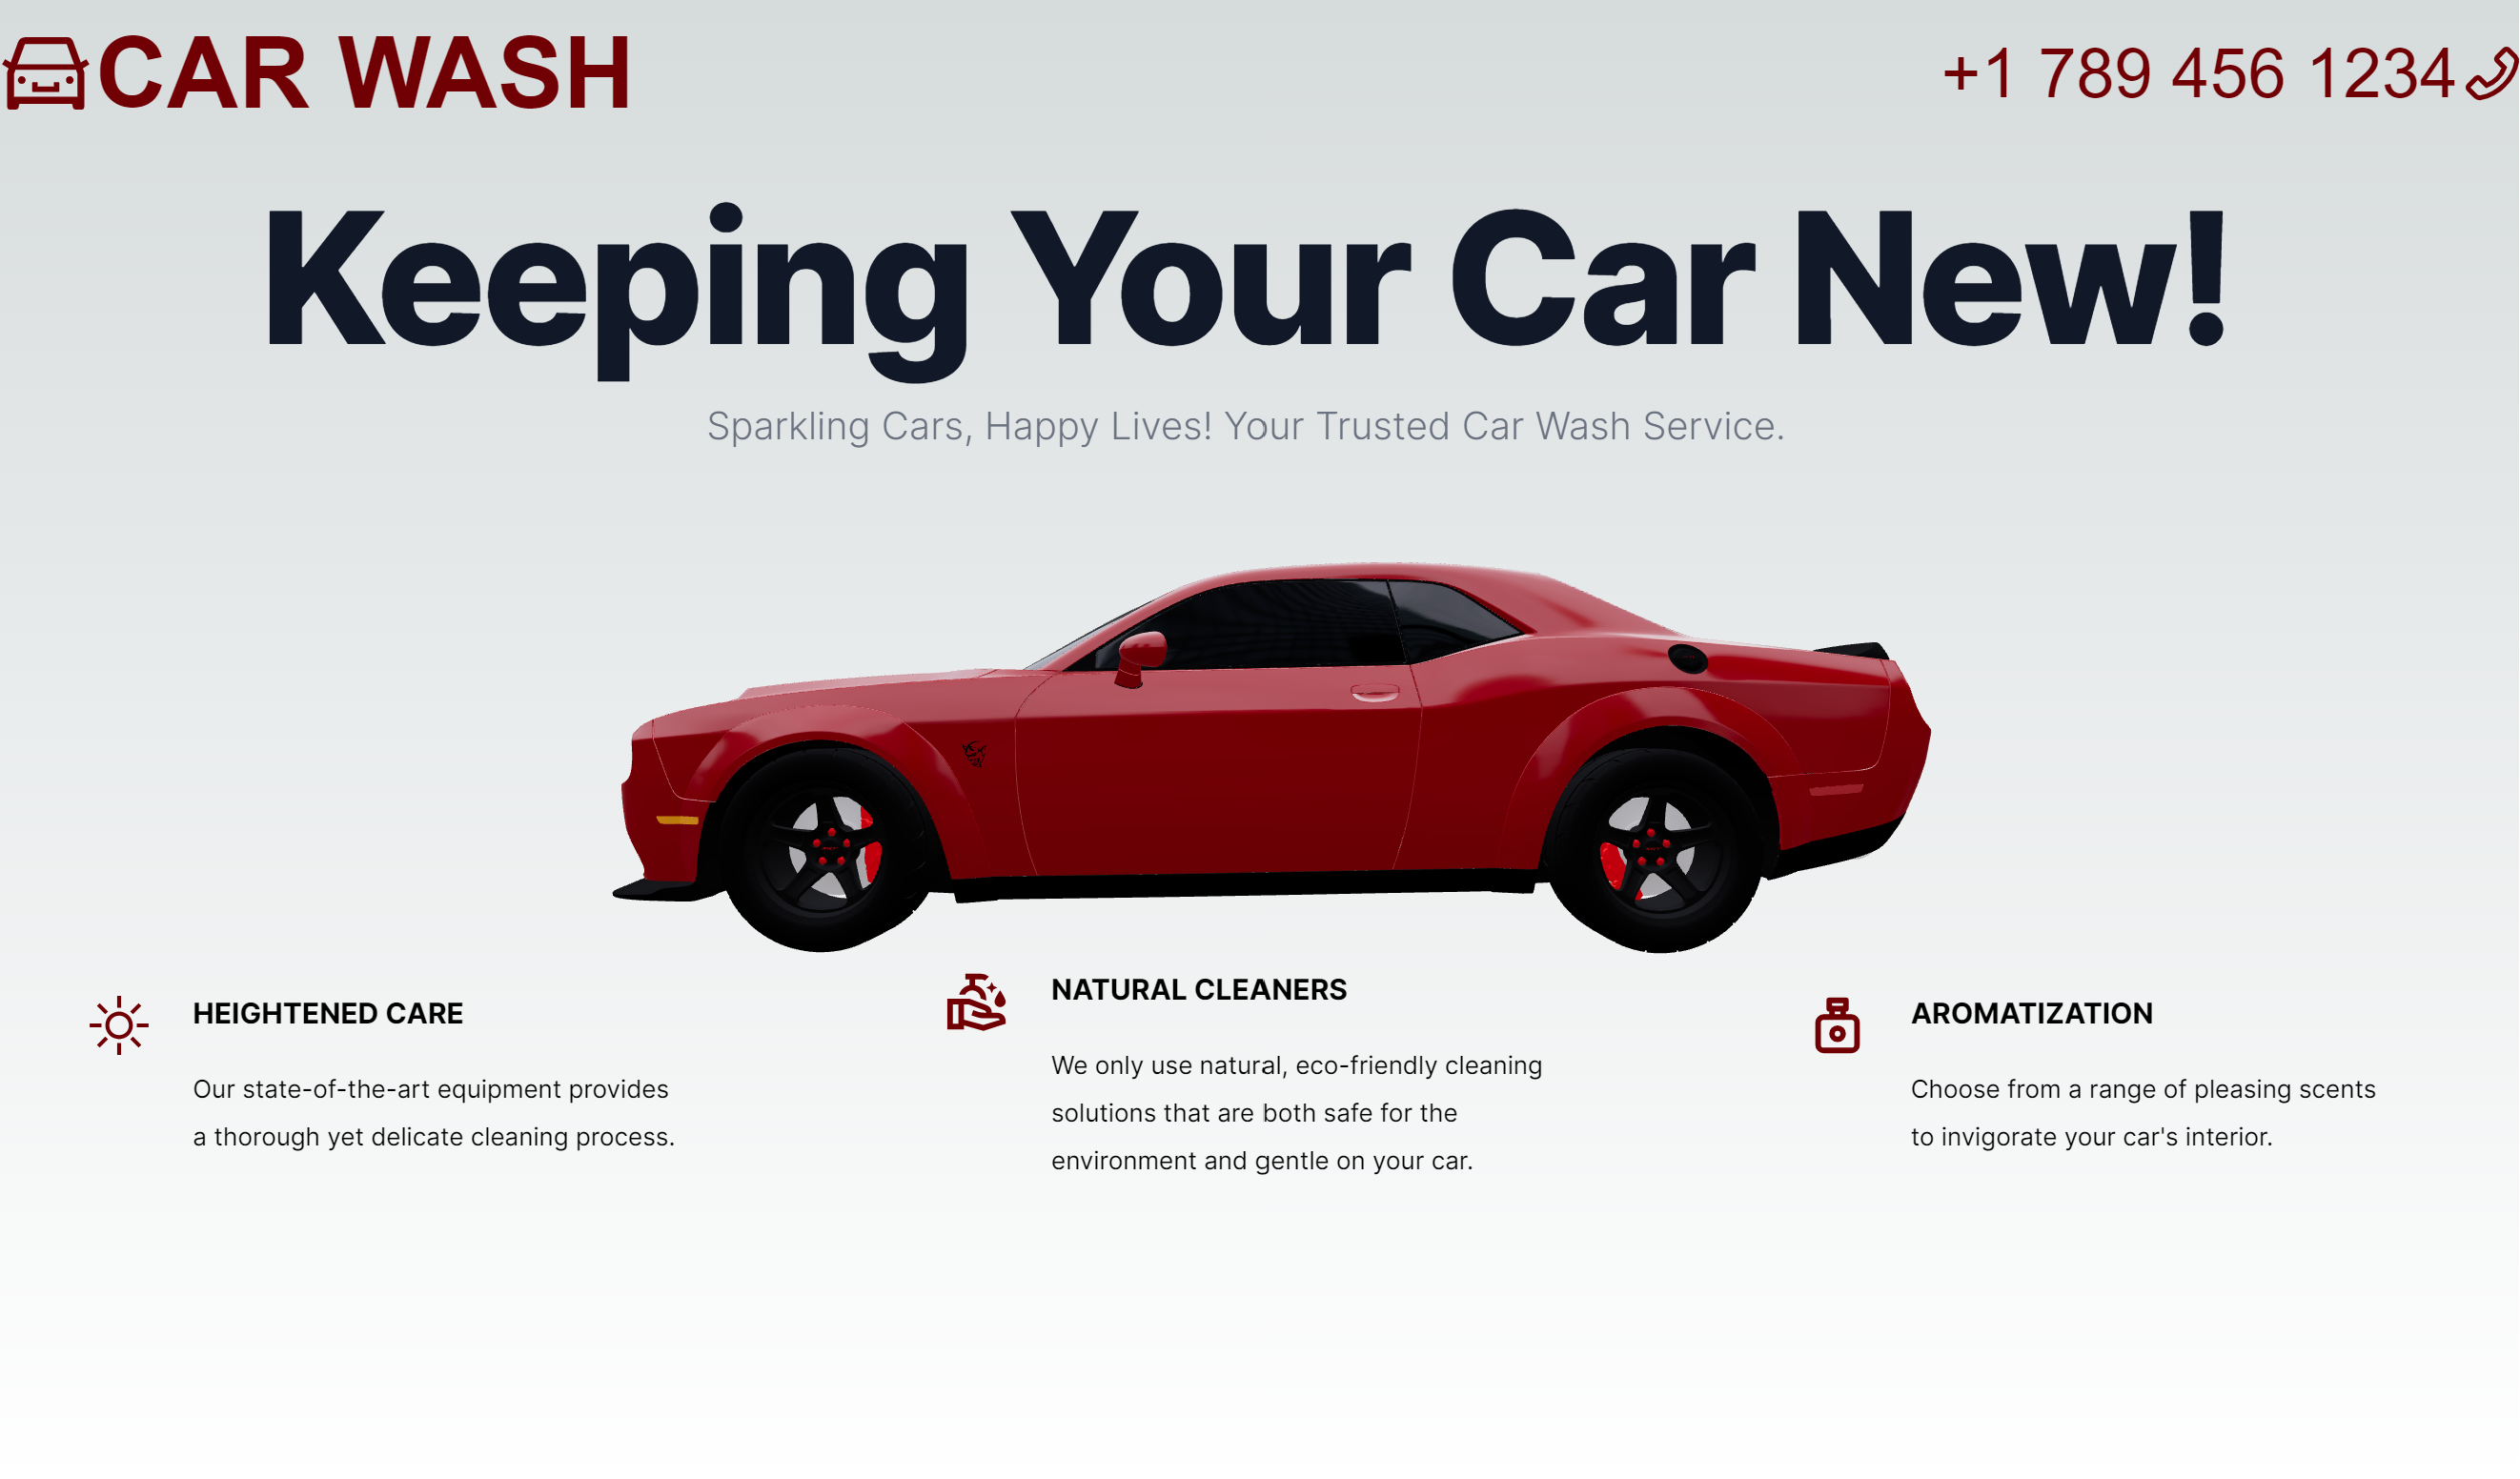 CAR WASH
+1 789 456 1234
Keeping Your Car New!
Sparkling Cars, Happy Lives! Your Trusted Car Wash Service.
HEIGHTENED CARE
Our state-of-the-art equipment provides
a thorough yet delicate cleaning process.
NATURAL CLEANERS
We only use natural, eco-friendly cleaning
solutions that are both safe for the
environment and gentle on your car.
AROMATIZATION
Choose from a range of pleasing scents
to invigorate your car's interior.